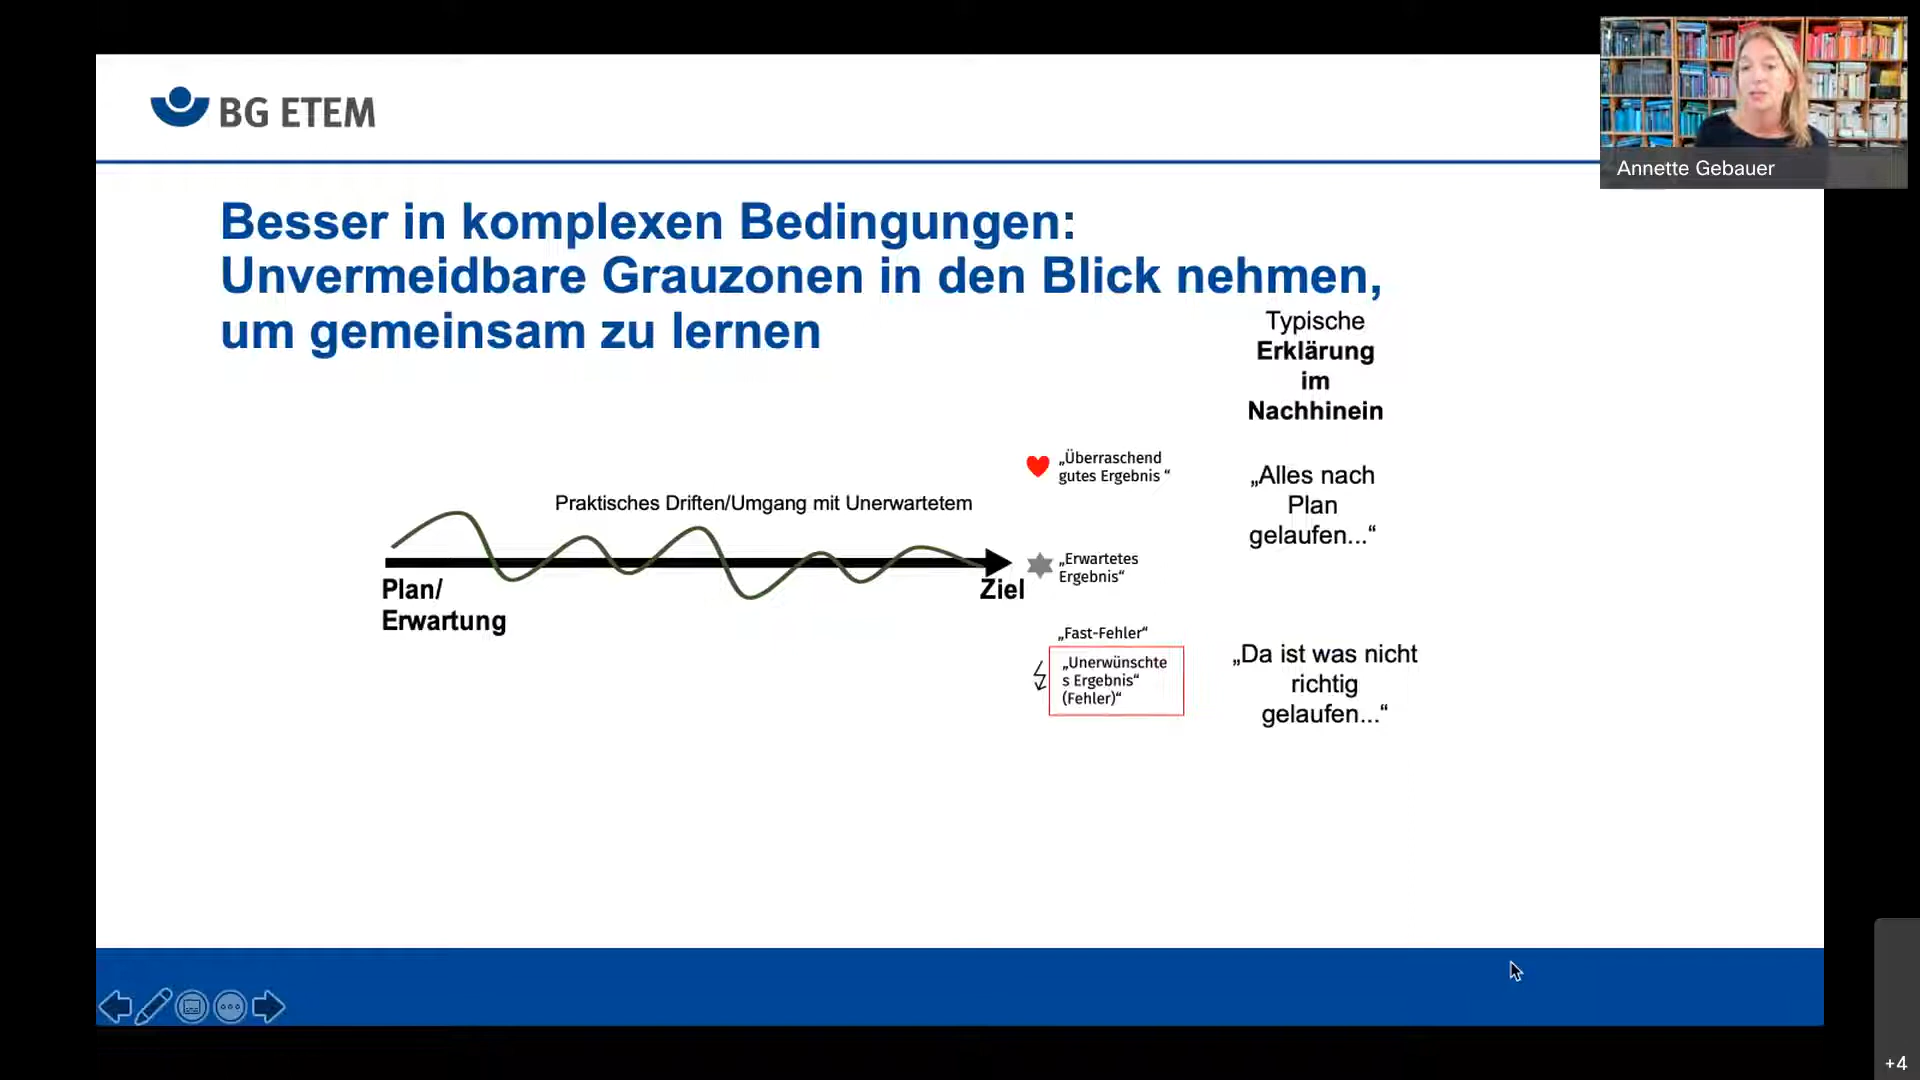 BG ETEM
Annette Gebauer
Besser in komplexen Bedingungen:
Unvermeidbare Grauzonen in den Blick nehmen,
um gemeinsam zu lernen
Typische
Erklärung
im
Nachhinein
„Überraschend
gutes Ergebnis “
„Alles nach
Plan
gelaufen...“
Praktisches Driften/Umgang mit Unerwartetem
„Erwartetes
Ergebnis“
Plan/
Erwartung
Ziel
„Fast-Fehler“
„Unerwünschte
s Ergebnis“
(Fehler)“
„Da ist was nicht
richtig
gelaufen...“
+4